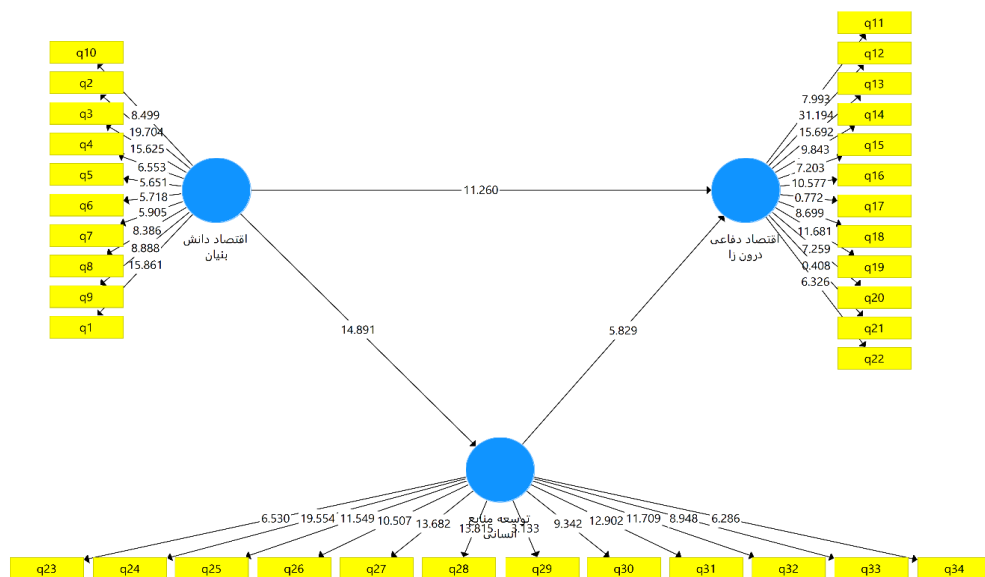 q10
q2
q3
q4
q5
q6
q7
q8
q9
q1
8.499
19.704
15.625
6.553
5.651
5.718
5.905
8.386
8.888
15.861
اقتصاد دانش
بنیان
11.260
14.891
5.829
q11
q12
q13
q14
q15
q16
q17
q18
q19
q20
q21
q22
7.993
31.194
15.692
9.843
7.203
10.577
0.772
8.699
11.681
7.259
0.408
6.326
اقتصاد دفاعی
درون زا
توسعه منابع
انسانی
6.530
19.554
11.549
10.507
13.682
13.815
3.133
9.342
12.902
11.709
8.948
6.286
q23
q24
q25
q26
q27
q28
q29
q30
q31
q32
q33
q34